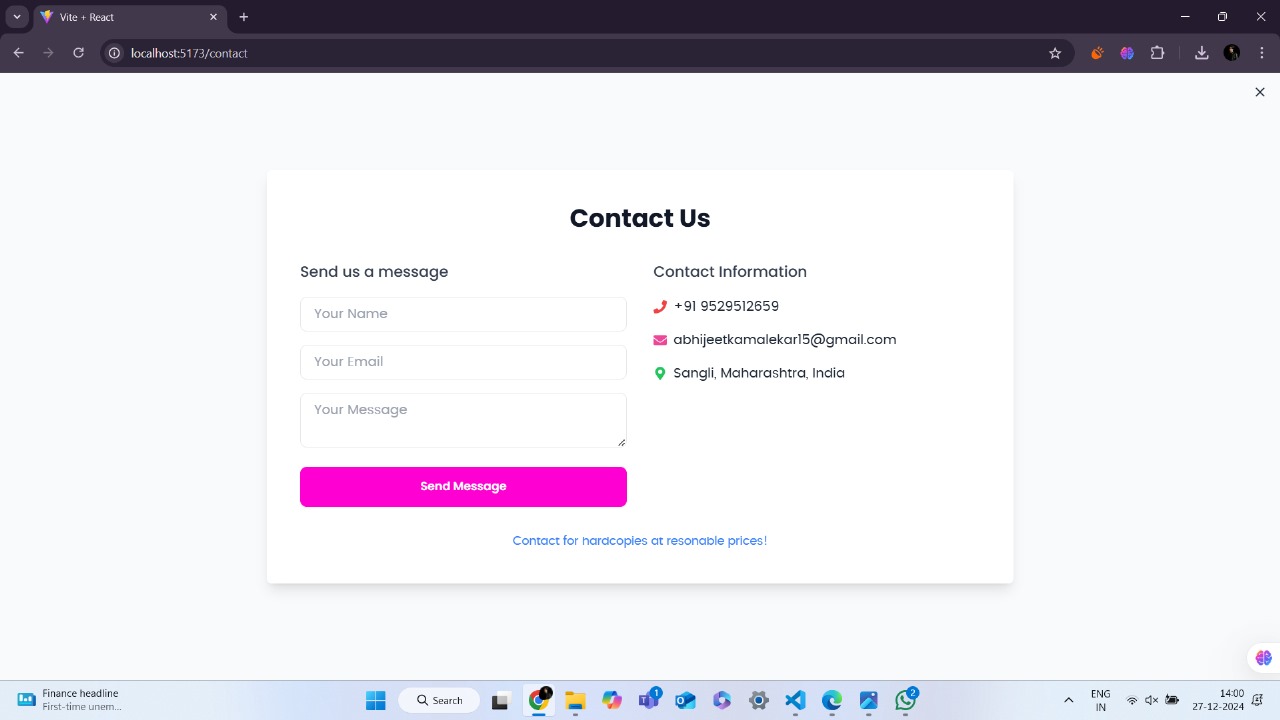 Vite + React
localhost:5173/contact
Contact Us
Send us a message
Your Name
Your Email
Your Message
Send Message
Contact Information
+91 9529512659
abhijeetkamalekar15@gmail.com
Sangli, Maharashtra, India
Contact for hardcopies at resonable prices!
Finance headline
First-time unem...
Search
1
2
ENG
IN
14:00
27-12-2024